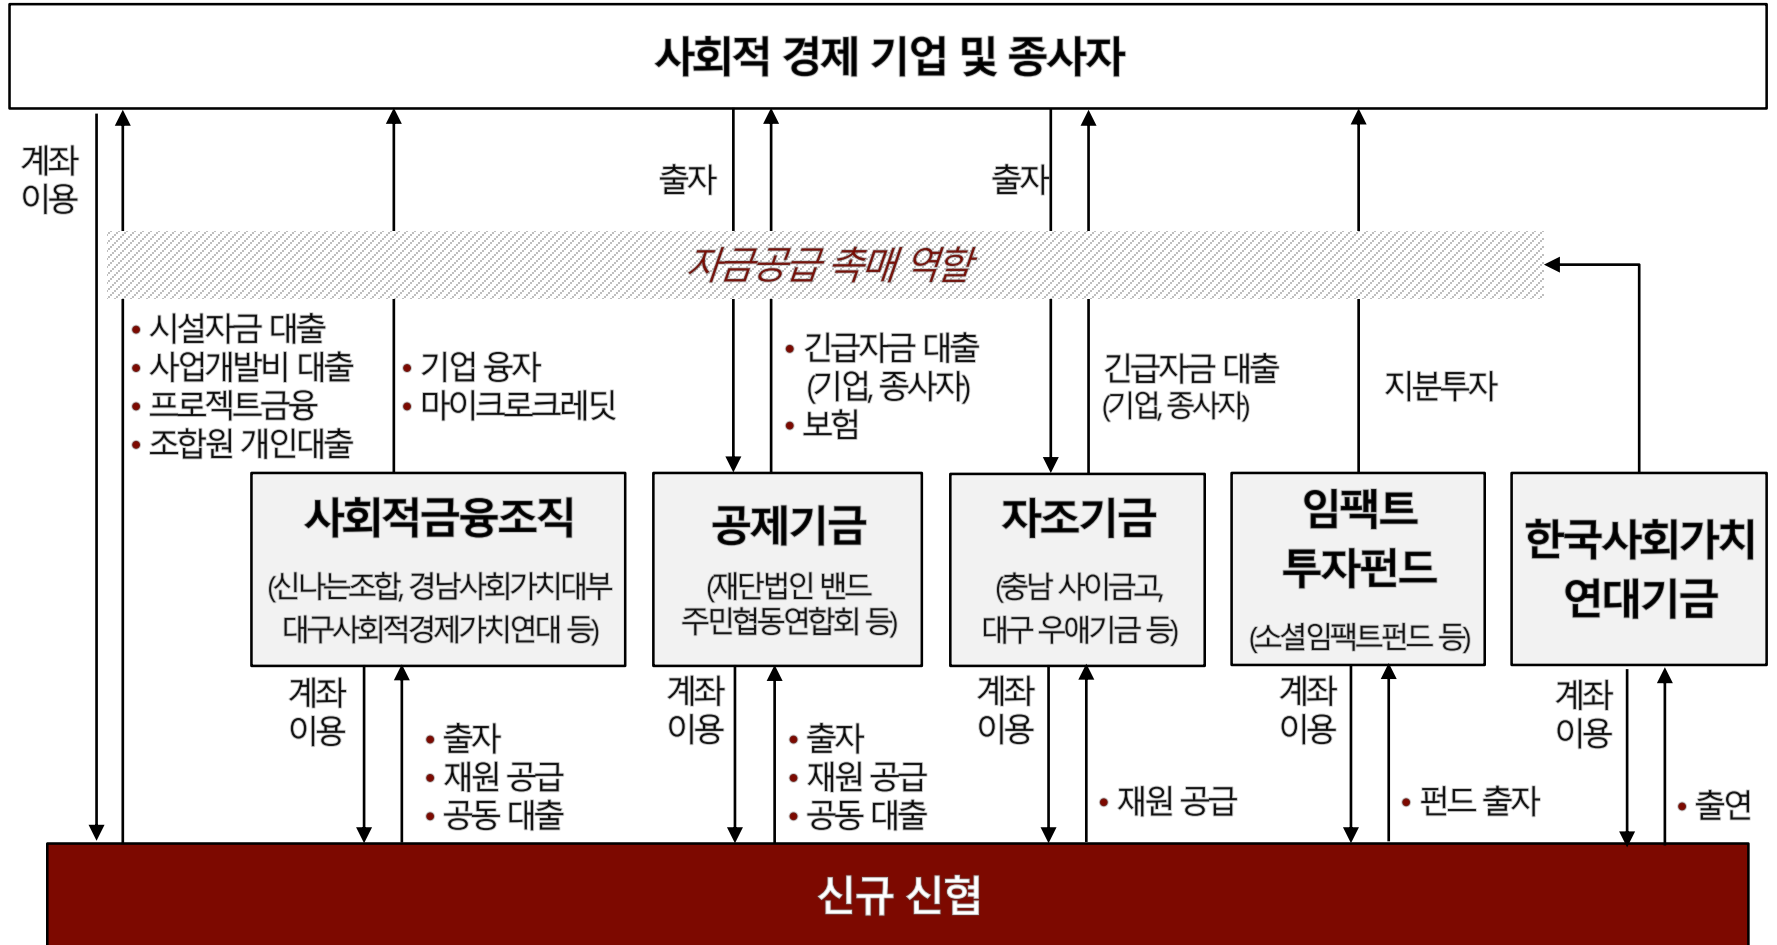 사회적 경제 기업 및 종사자
계좌
이용
출자
출자
자금공급 촉매 역할
• 시설자금 대출
• 사업개발비 대출
• 프로젝트금융
• 조합원 개인대출
• 기업 융자
• 마이크로크레딧
• 긴급자금 대출
(기업, 종사자)
• 보험
긴급자금 대출
(기업, 종사자)
지분투자
사회적금융조직
(신나는조합, 경남사회가치대부
대구사회적경제가치연대 등)
공제기금
(재단법인 밴드
주민협동연합회 등)
자조기금
(충남 사이금고,
대구 우애기금 등)
임팩트
투자펀드
(소셜임팩트펀드 등)
한국사회가치
연대기금
계좌
이용
• 출자
• 재원 공급
• 공동 대출
계좌
이용
• 출자
• 재원 공급
• 공동 대출
계좌
이용
• 재원 공급
계좌
이용
• 펀드 출자
계좌
이용
• 출연
신규 신협